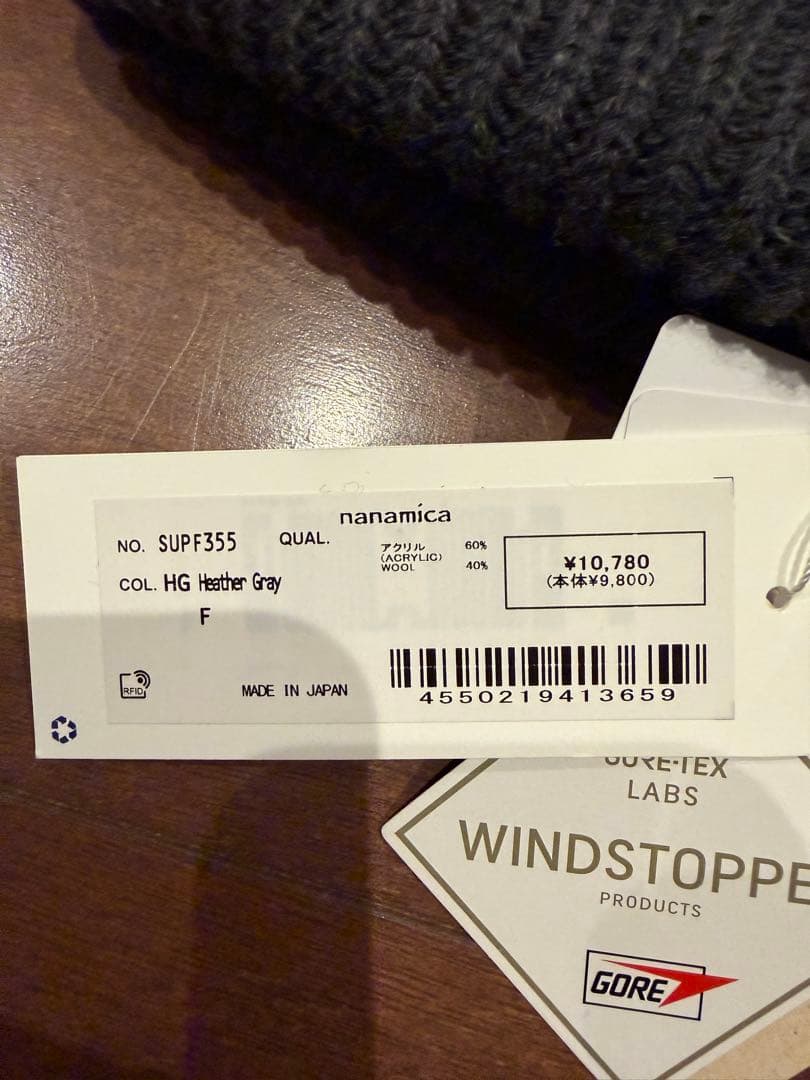 nanamica
NO. SUPF355
QUAL.
アクリル 60%
(ACRYLIC)
WOOL 40%
¥10,780
(本体¥9,800)
COL. HG Heather Gray
F
RFID
MADE IN JAPAN
4550219413659
GORE-TEX
LABS
WINDSTOPPE
PRODUCTS
GORE